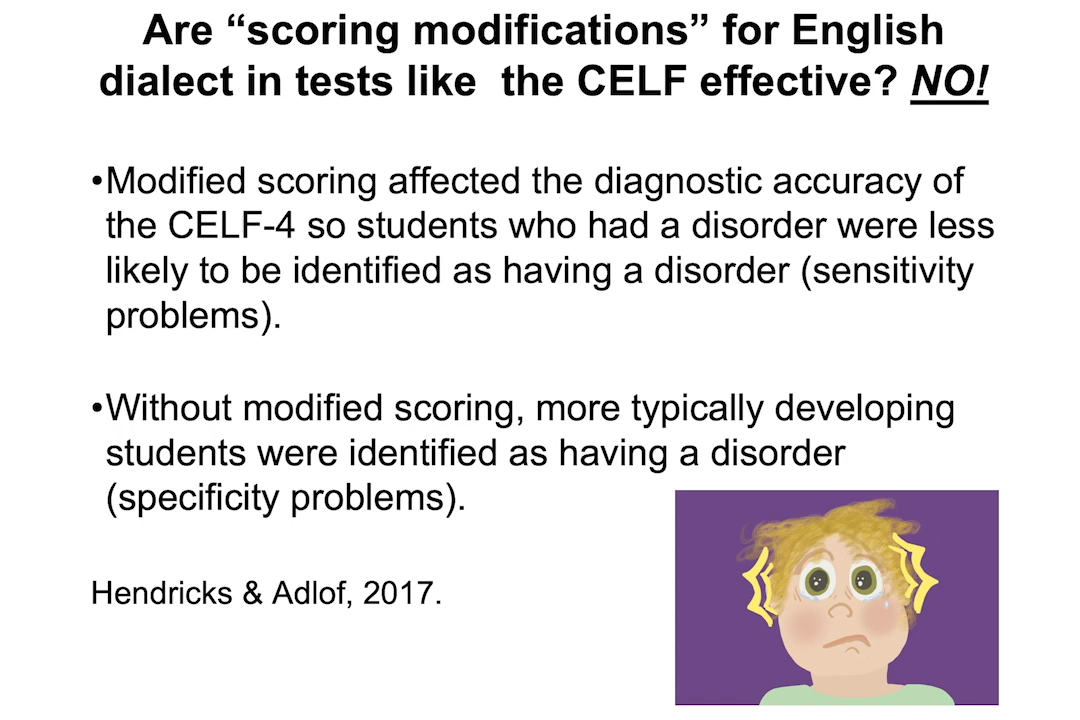 Are “scoring modifications” for English
dialect in tests like  the CELF effective? NO!
•Modified scoring affected the diagnostic accuracy of
the CELF-4 so students who had a disorder were less
likely to be identified as having a disorder (sensitivity
problems).
•Without modified scoring, more typically developing
students were identified as having a disorder
(specificity problems).
Hendricks & Adlof, 2017.